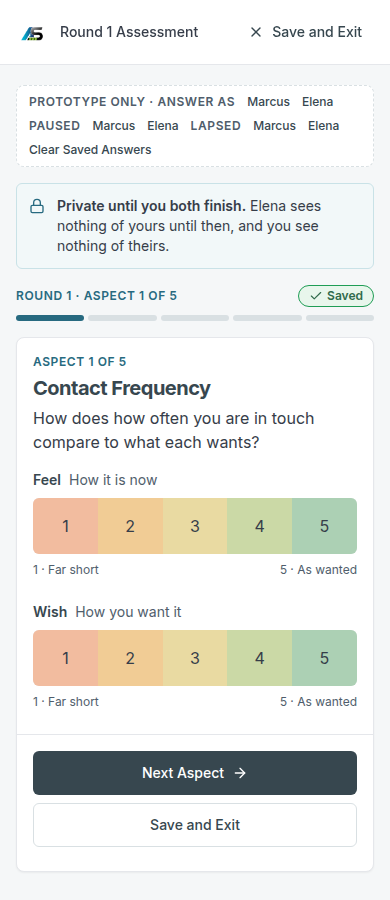 A5 Round 1 Assessment Save and Exit
PROTOTYPE ONLY · ANSWER AS Marcus Elena
PAUSED Marcus Elena LAPSED Marcus Elena
Clear Saved Answers
Private until you both finish. Elena sees
nothing of yours until then, and you see
nothing of theirs.
ROUND 1 · ASPECT 1 OF 5 Saved
ASPECT 1 OF 5
Contact Frequency
How does how often you are in touch
compare to what each wants?
Feel How it is now
1 2 3 4 5
1 · Far short 5 · As wanted
Wish How you want it
1 2 3 4 5
1 · Far short 5 · As wanted
Next Aspect →
Save and Exit